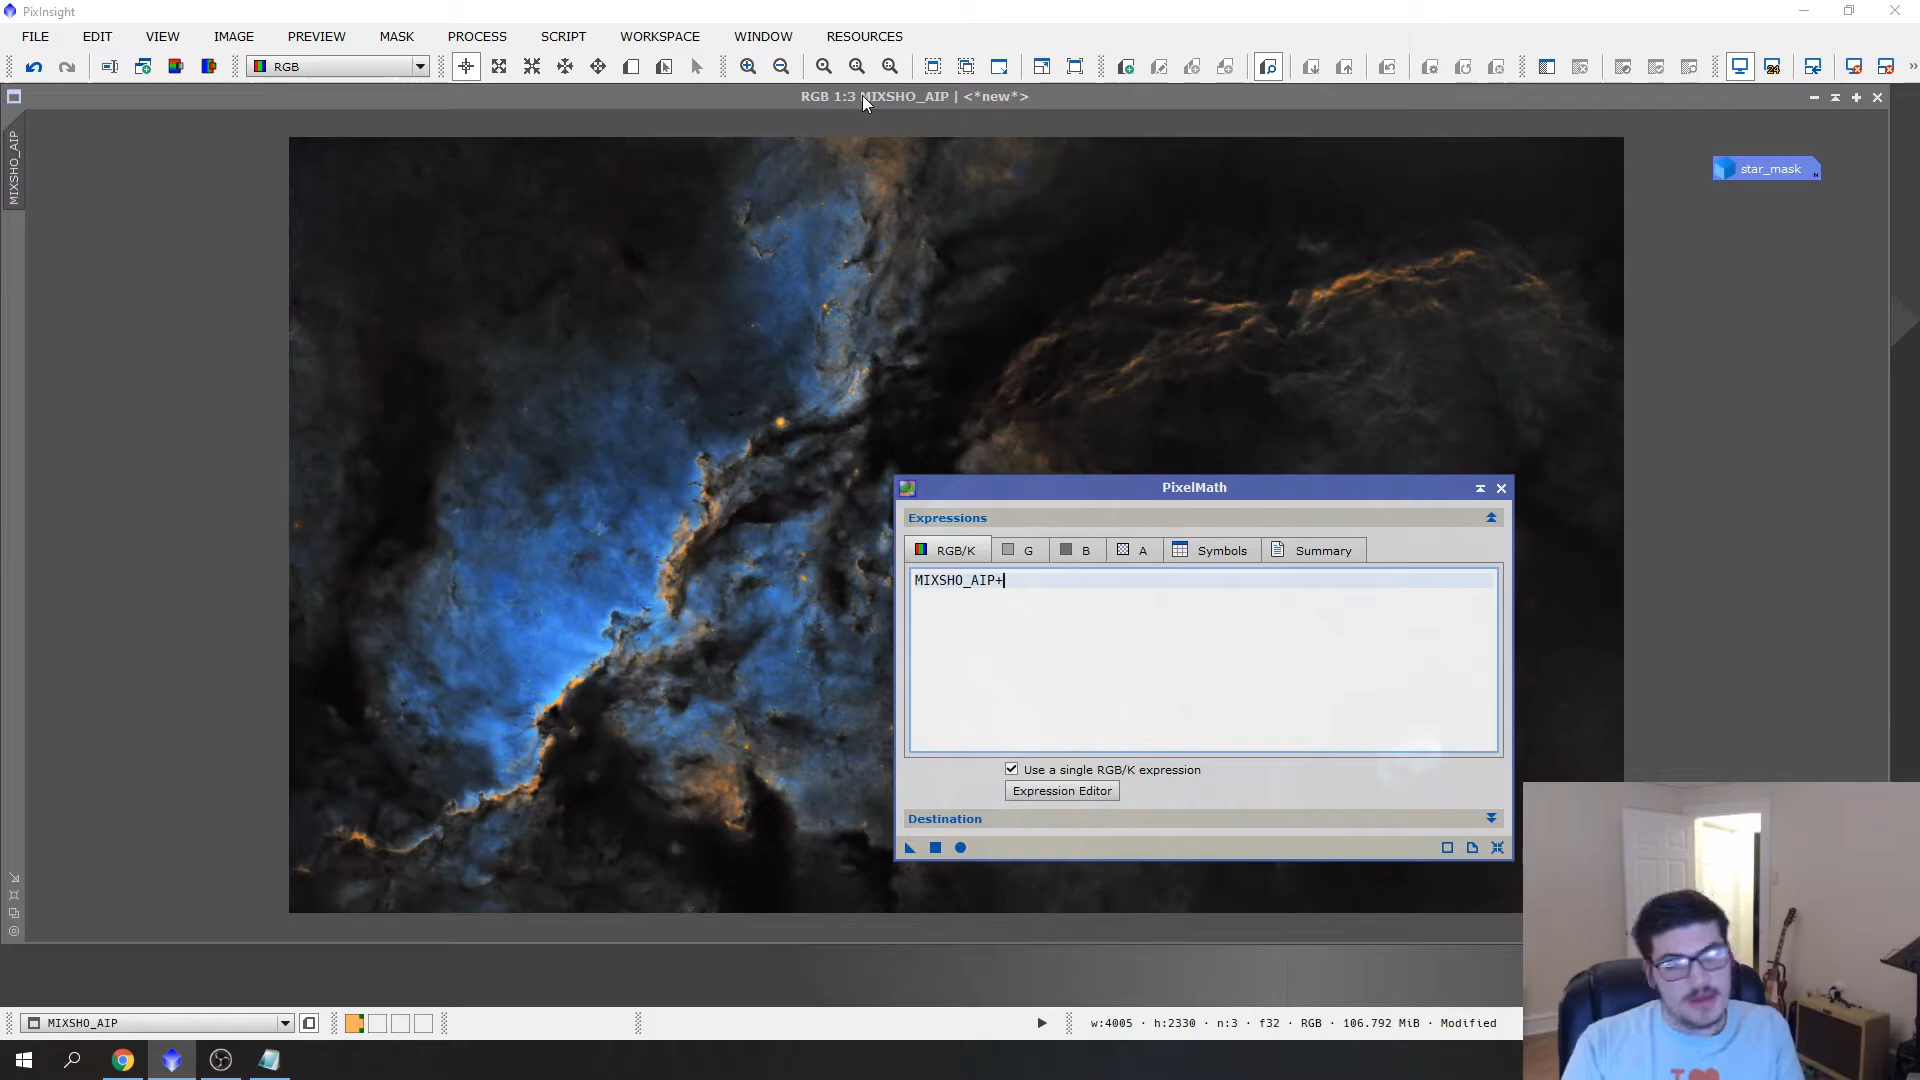 PixInsight
FILE EDIT VIEW IMAGE PREVIEW MASK PROCESS SCRIPT WORKSPACE WINDOW RESOURCES
RGB
24
RGB 1:3 MIXSHO_AIP | <*new*>
MIXSHO_AIP
star_mask
N
PixelMath
Expressions
RGB/K G B A Symbols Summary
MIXSHO_AIP+
Use a single RGB/K expression
Expression Editor
Destination
MIXSHO_AIP
w:4005 · h:2330 · n:3 · f32 · RGB · 106.792 MiB · Modified
I